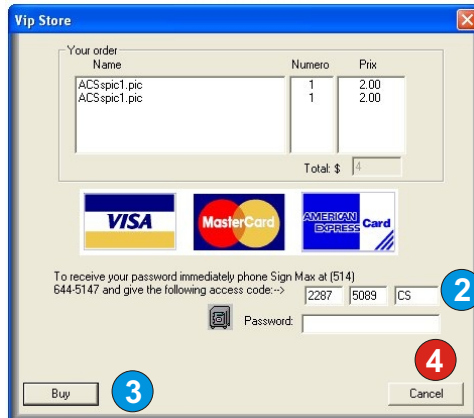 Vip Store
Your order
Name Numero Prix
ACSspic1.pic 1 2.00
ACSspic1.pic 1 2.00
Total: $ 4
VISA MasterCard AMERICAN EXPRESS Card
To receive your password immediately phone Sign Max at (514)
644-5147 and give the following access code:--> 2287 5089 CS 2
Password:
4
Buy 3 Cancel